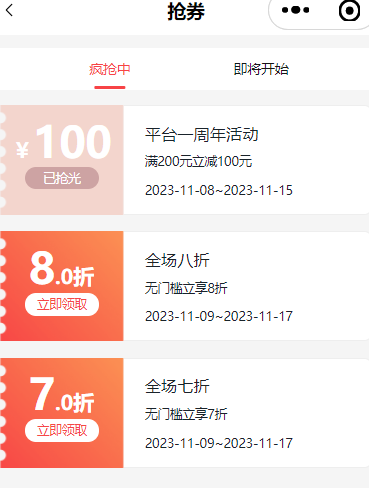 抢券
疯抢中
即将开始
¥100
已抢光
平台一周年活动
满200元立减100元
2023-11-08~2023-11-15
8.0折
立即领取
全场八折
无门槛立享8折
2023-11-09~2023-11-17
7.0折
立即领取
全场七折
无门槛立享7折
2023-11-09~2023-11-17